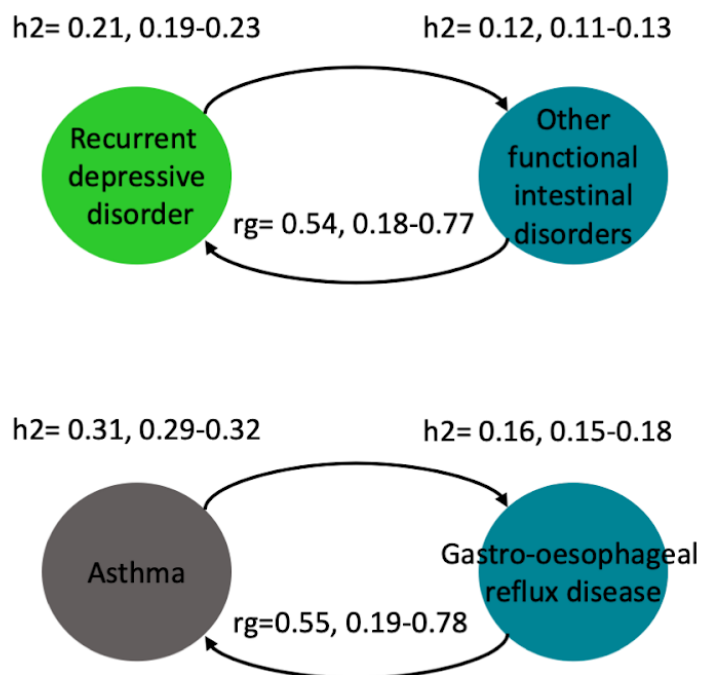 h2= 0.21, 0.19-0.23
h2= 0.12, 0.11-0.13
Recurrent
depressive
disorder
Other
functional
intestinal
disorders
rg= 0.54, 0.18-0.77
h2= 0.31, 0.29-0.32
h2= 0.16, 0.15-0.18
Asthma
Gastro-oesophageal
reflux disease
rg=0.55, 0.19-0.78